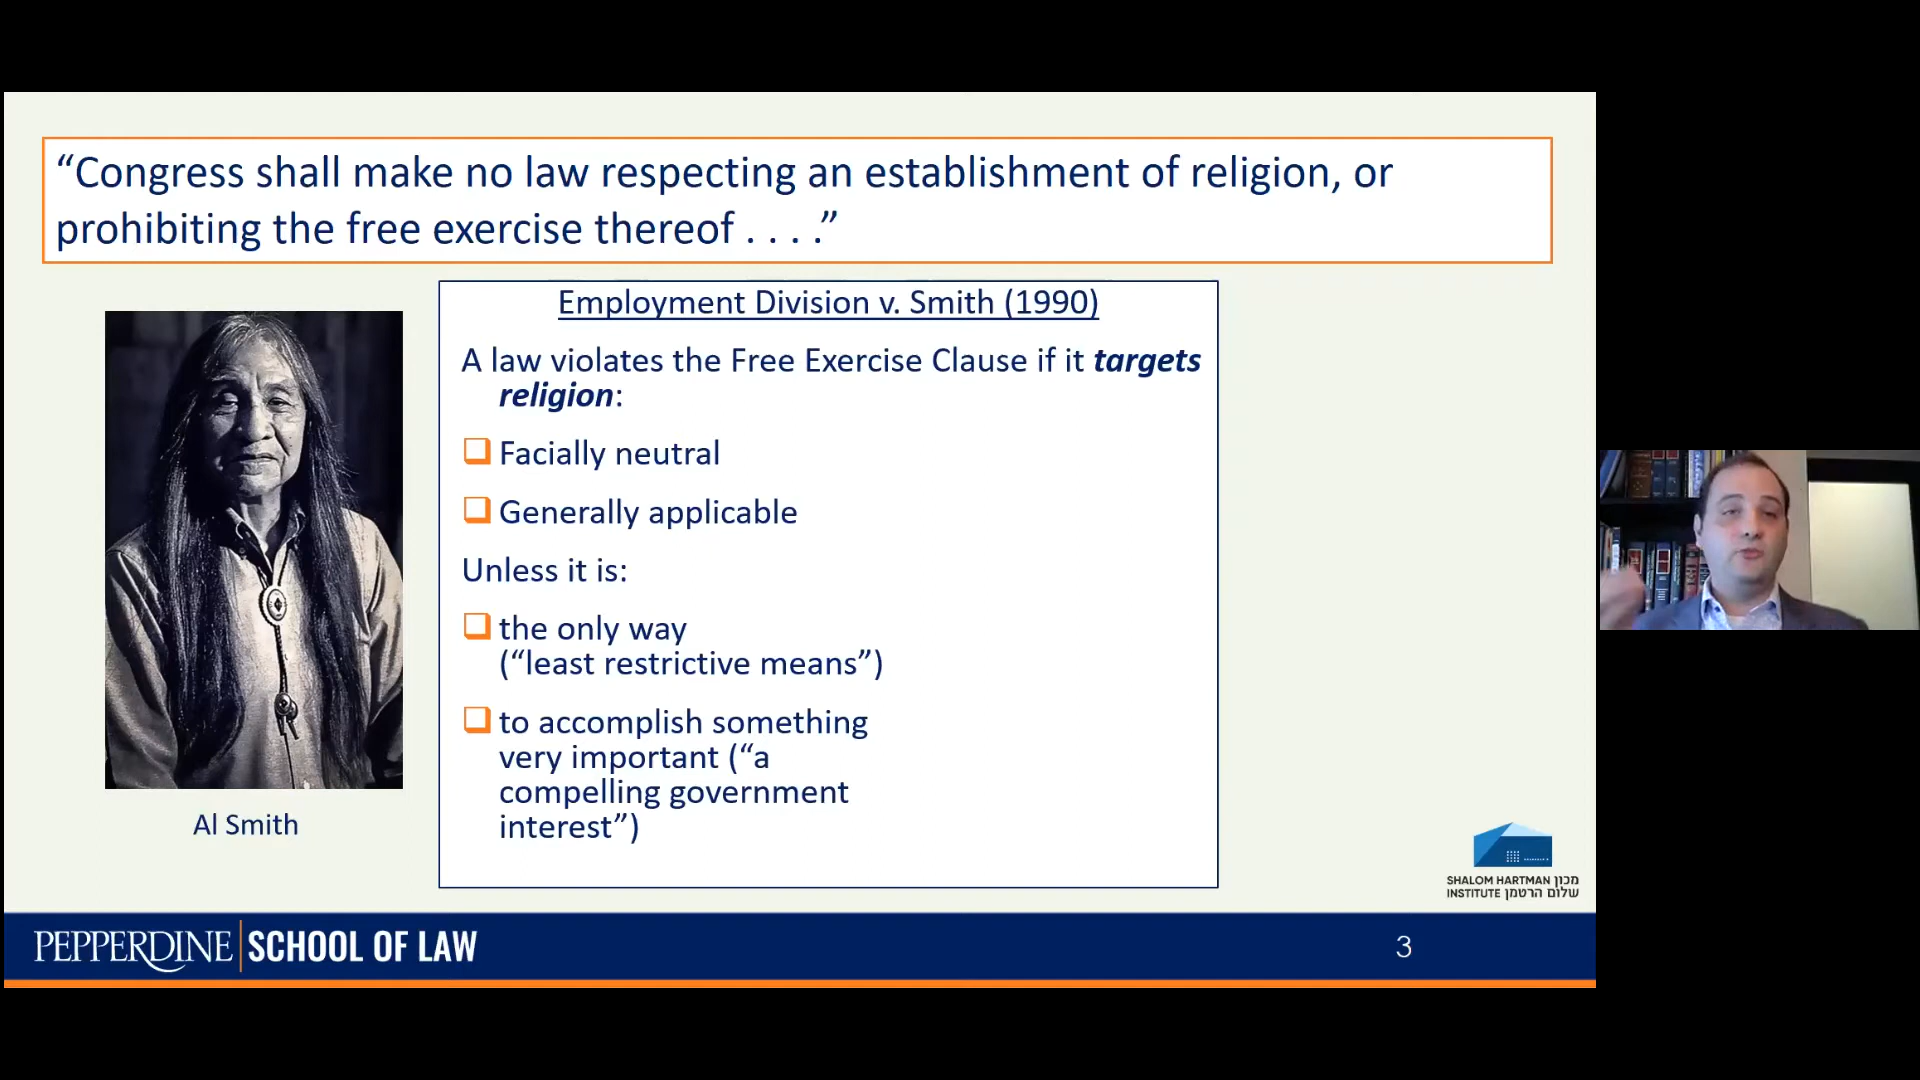 “Congress shall make no law respecting an establishment of religion, or
prohibiting the free exercise thereof . . . .”
Employment Division v. Smith (1990)
A law violates the Free Exercise Clause if it targets
religion:
Facially neutral
Generally applicable
Unless it is:
the only way
(“least restrictive means”)
to accomplish something
very important (“a
compelling government
interest”)
Al Smith
SHALOM HARTMAN מכון
INSTITUTE שלום הרטמן
PEPPERDINE SCHOOL OF LAW
3